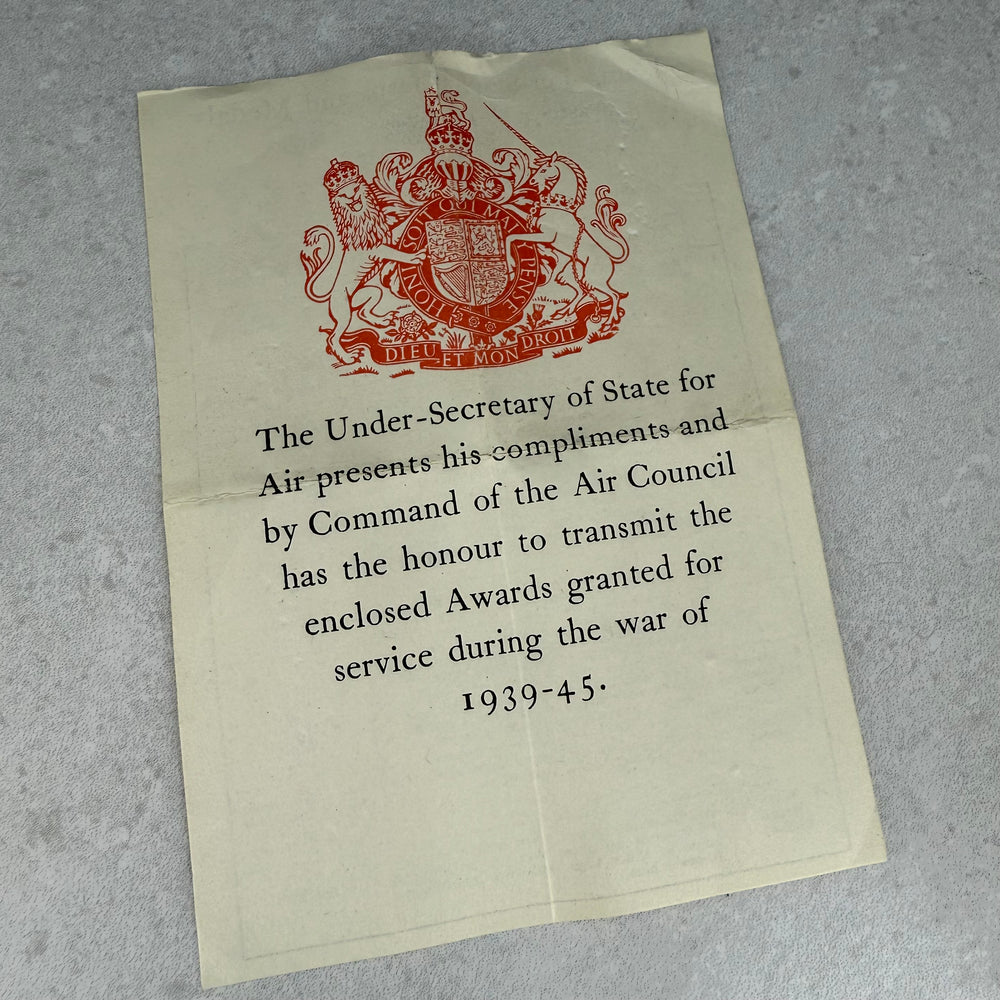 HONI SOIT QUI MAL Y PENSE
DIEU ET MON DROIT
The Under-Secretary of State for
Air presents his compliments and
by Command of the Air Council
has the honour to transmit the
enclosed Awards granted for
service during the war of
1939-45.